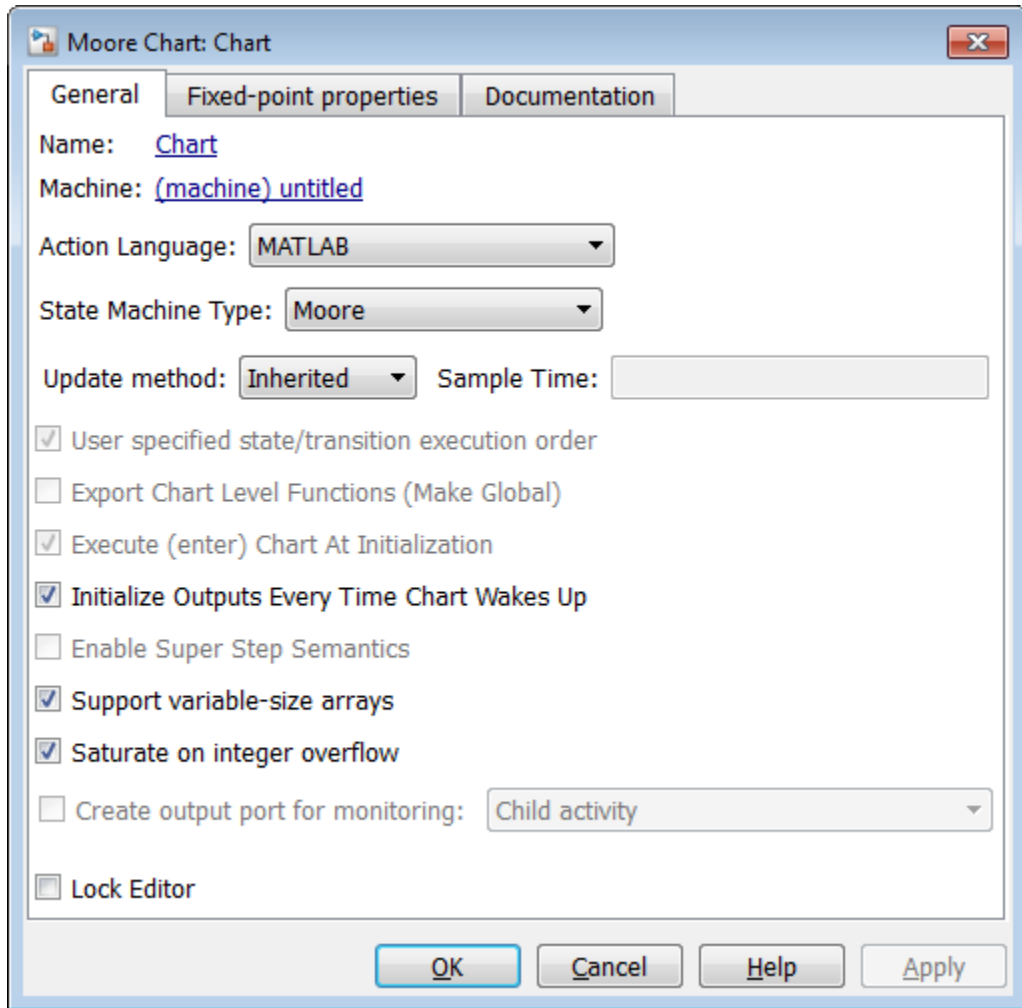 Moore Chart: Chart
General Fixed-point properties Documentation
Name: Chart
Machine: (machine) untitled
Action Language: MATLAB
State Machine Type: Moore
Update method: Inherited Sample Time:
User specified state/transition execution order
Export Chart Level Functions (Make Global)
Execute (enter) Chart At Initialization
Initialize Outputs Every Time Chart Wakes Up
Enable Super Step Semantics
Support variable-size arrays
Saturate on integer overflow
Create output port for monitoring: Child activity
Lock Editor
OK Cancel Help Apply